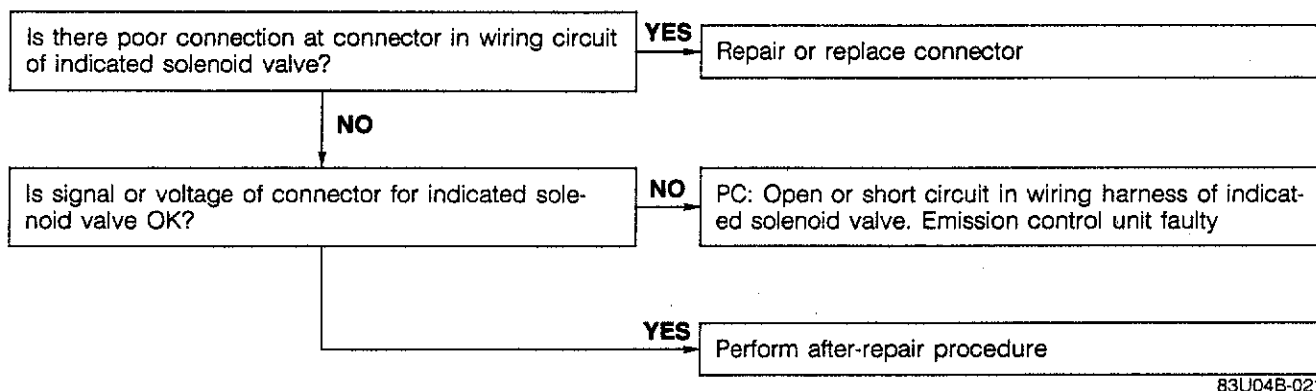 Is there poor connection at connector in wiring circuit
of indicated solenoid valve?
YES
Repair or replace connector
NO
Is signal or voltage of connector for indicated sole-
noid valve OK?
NO
PC: Open or short circuit in wiring harness of indicat-
ed solenoid valve. Emission control unit faulty
YES
Perform after-repair procedure
83U04B-02